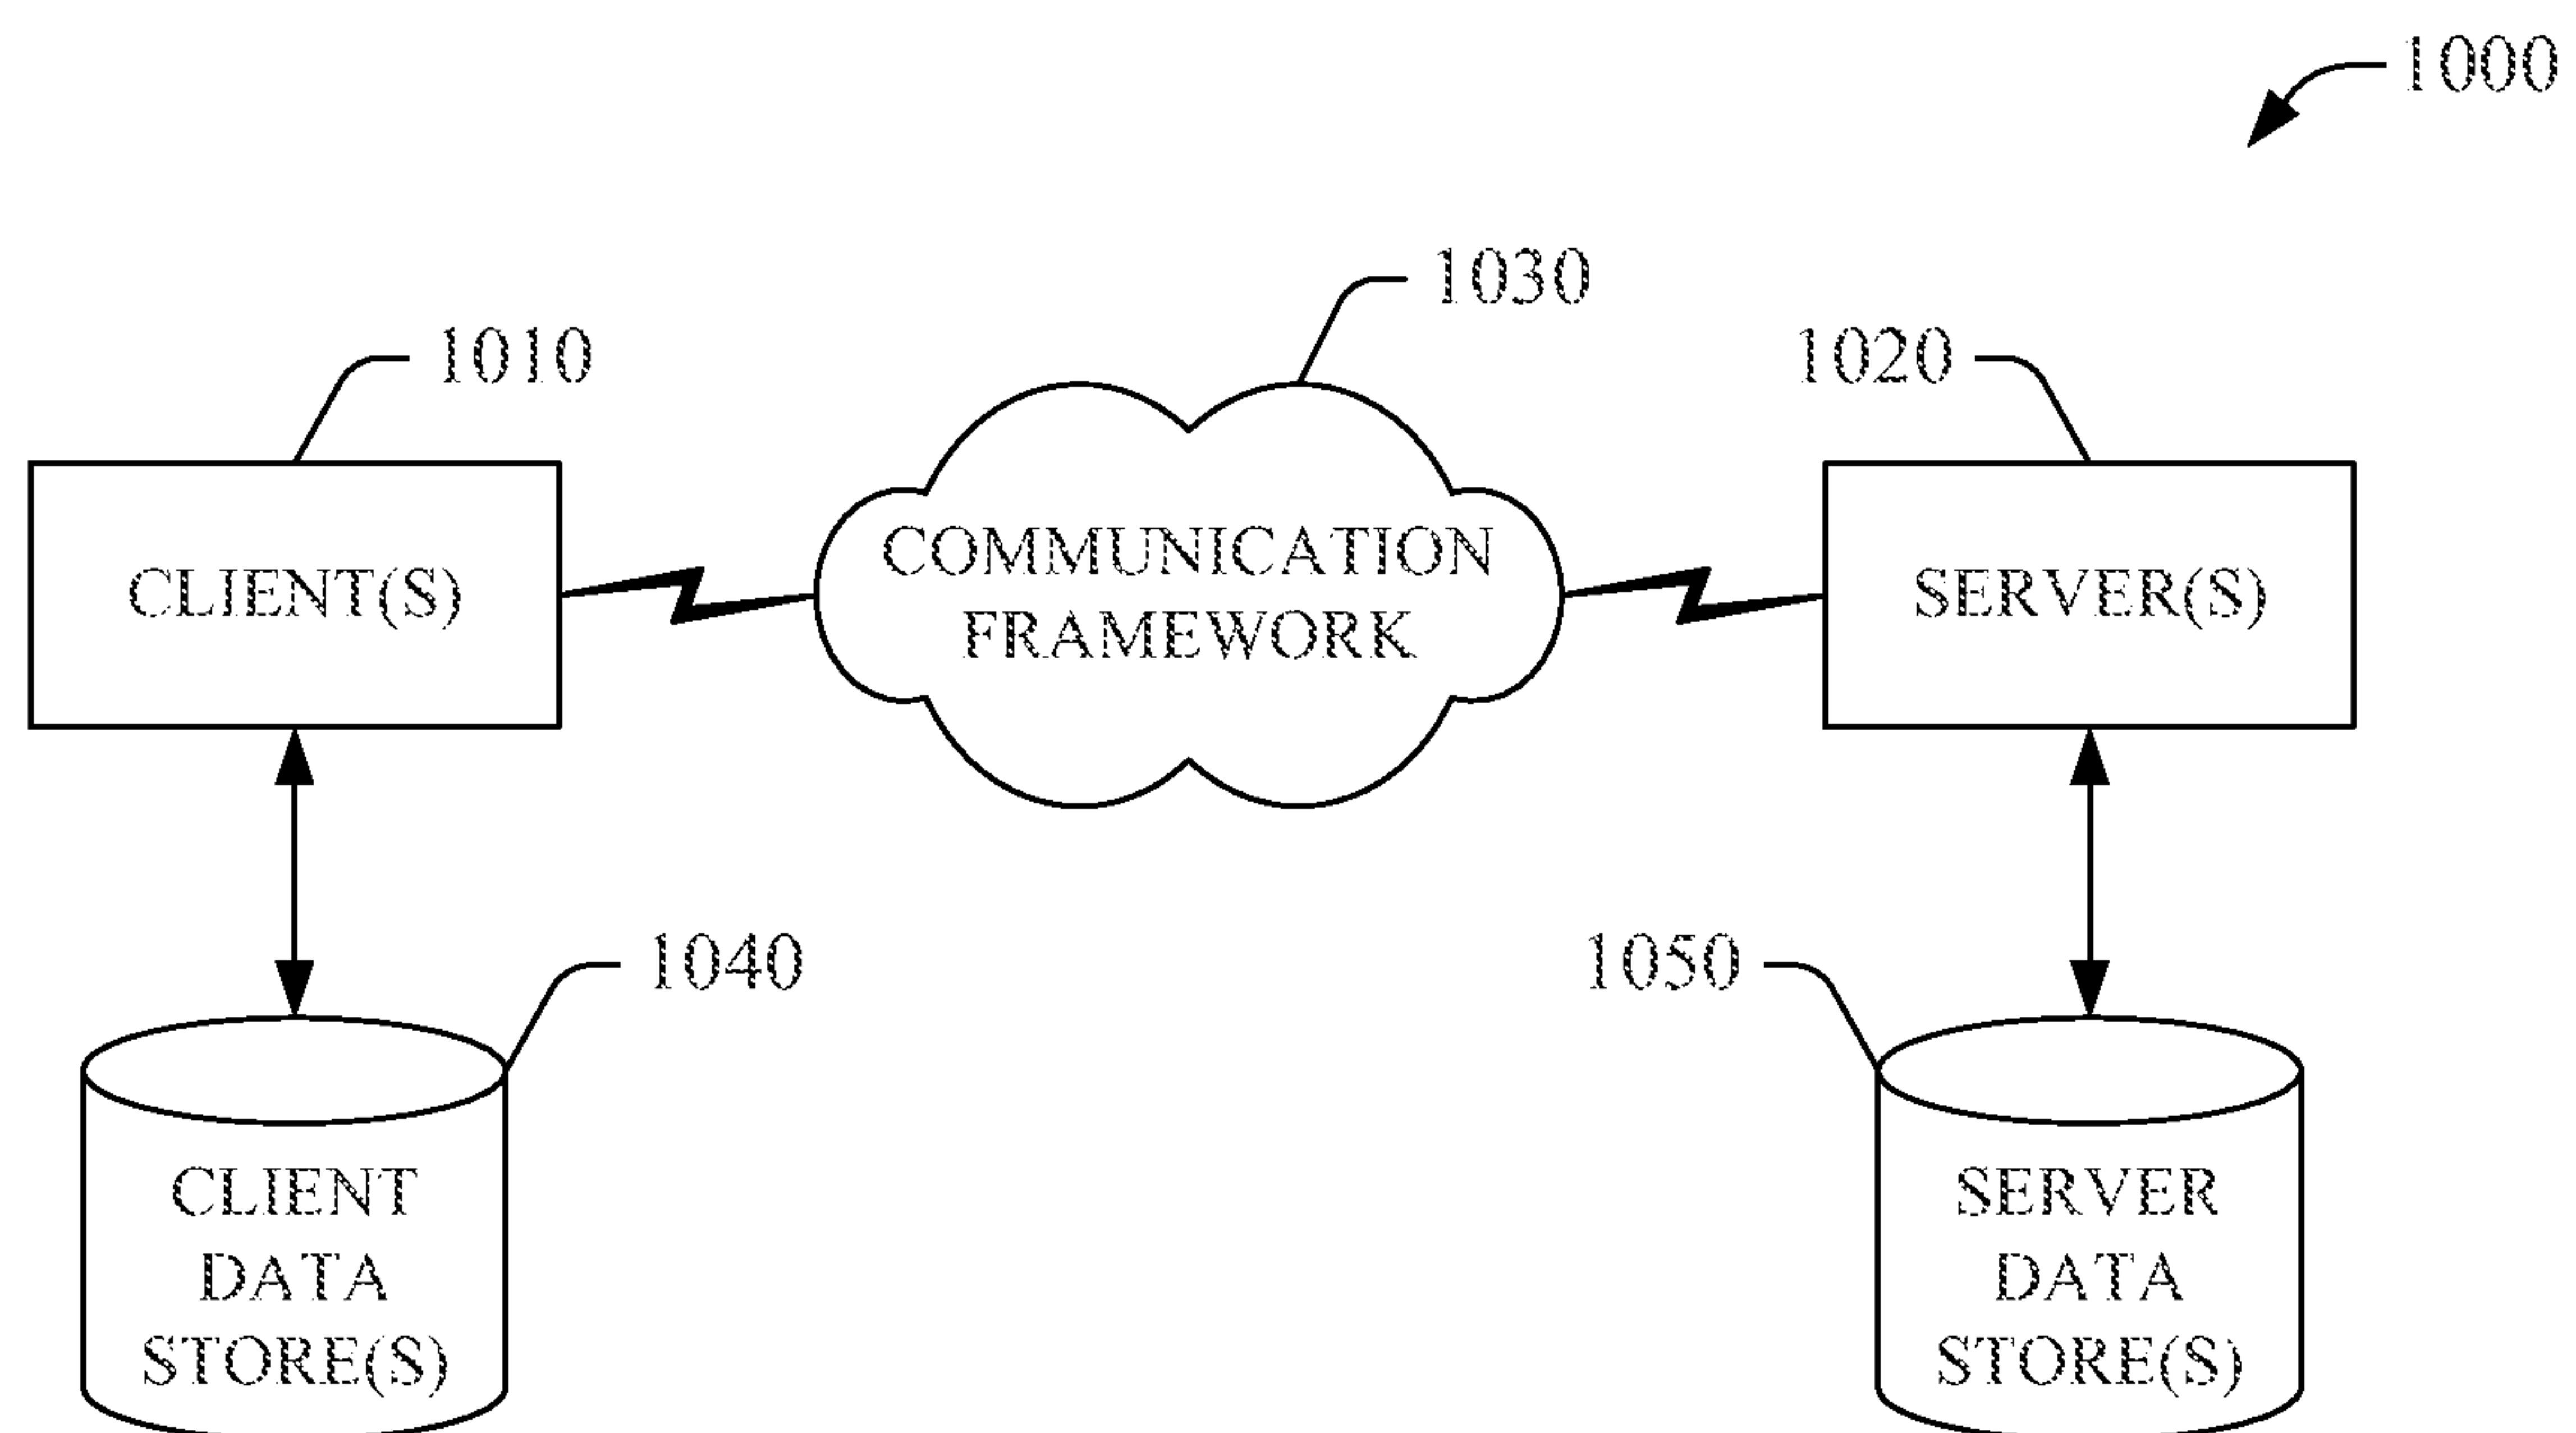 1000
1030
1010
1020
CLIENT(S)
COMMUNICATION
FRAMEWORK
SERVER(S)
1040
1050
CLIENT
DATA
STORE(S)
SERVER
DATA
STORE(S)